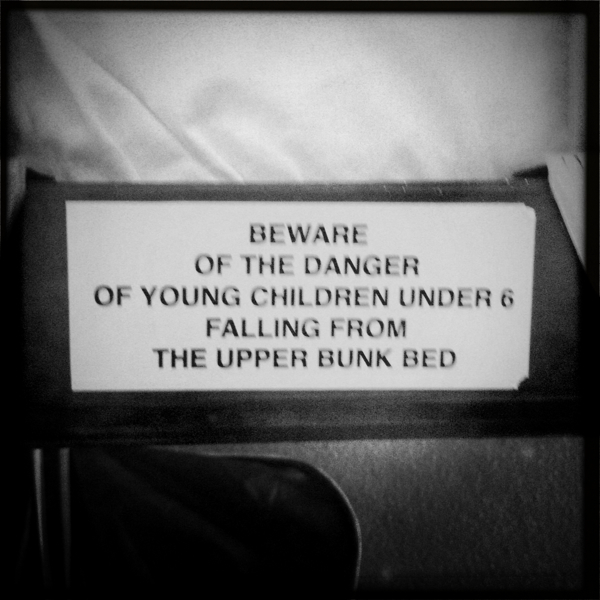 BEWARE
OF THE DANGER
OF YOUNG CHILDREN UNDER 6
FALLING FROM
THE UPPER BUNK BED